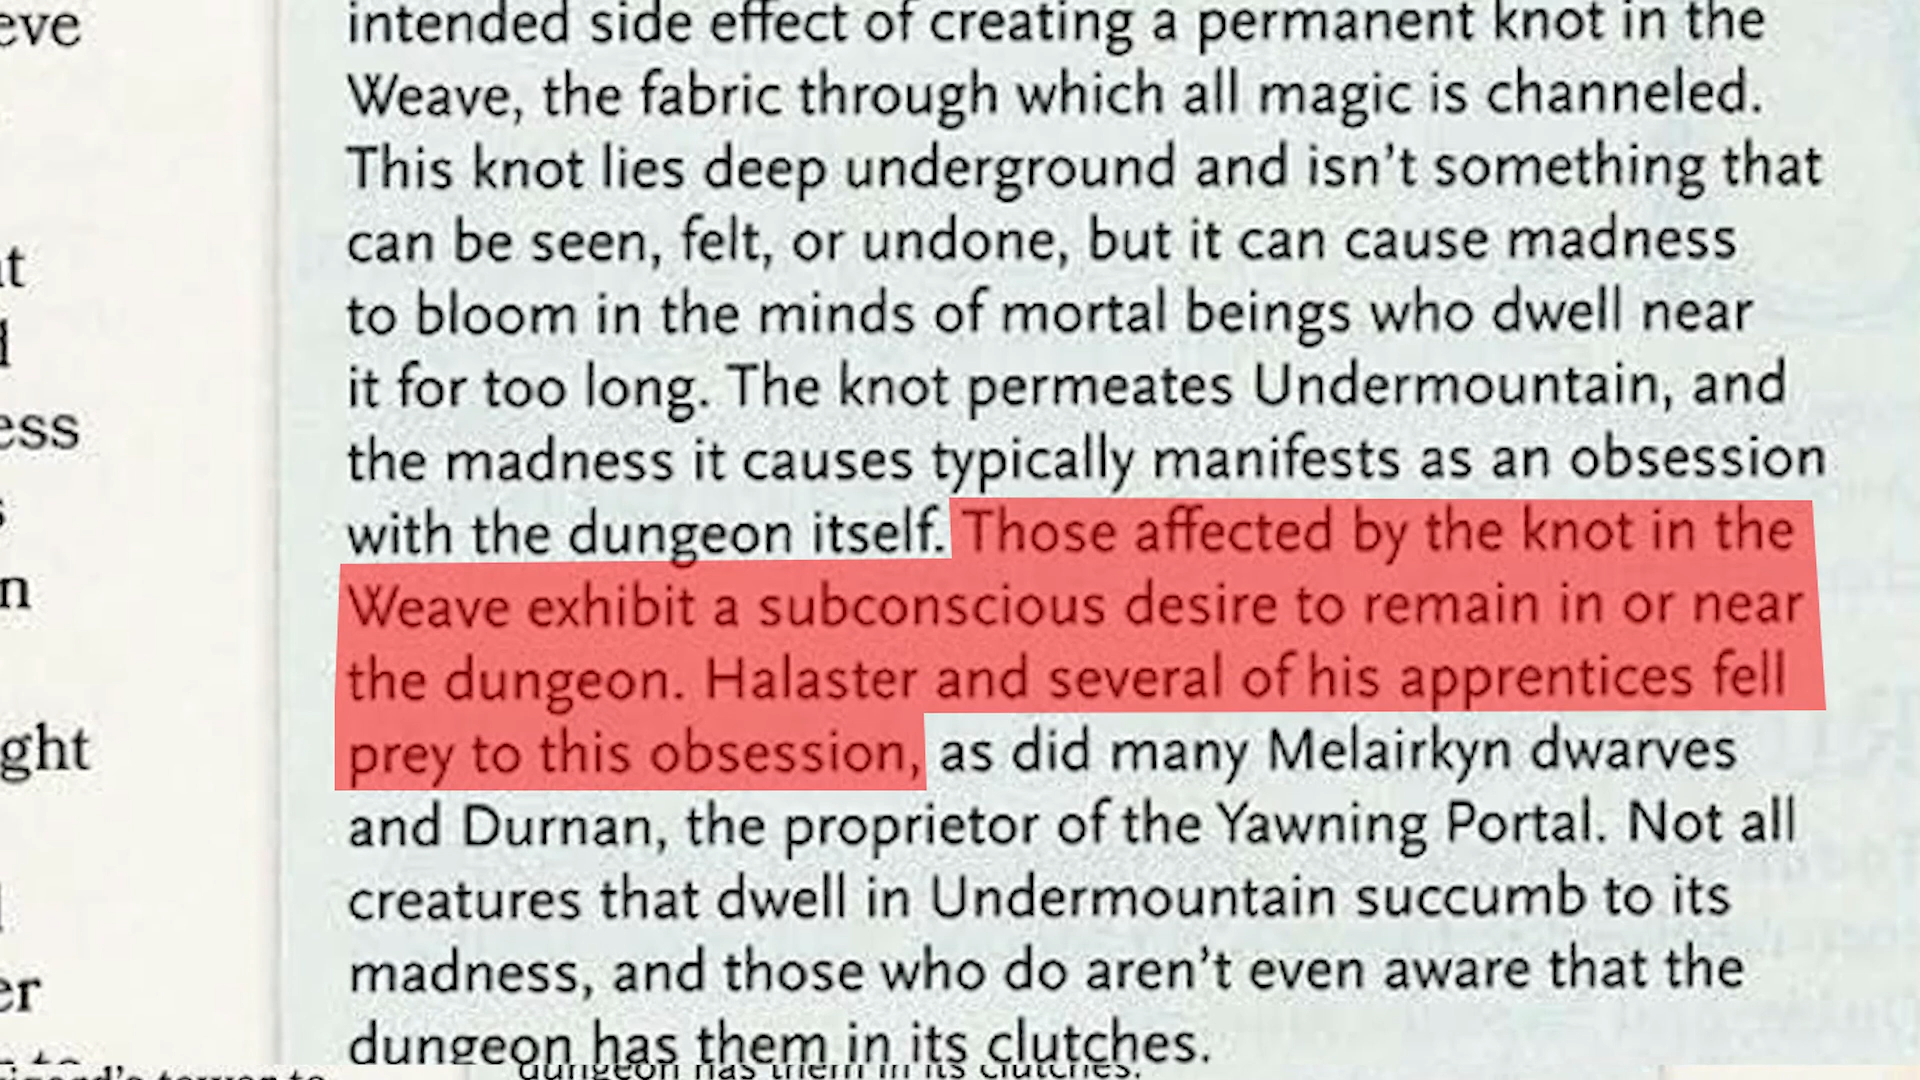 intended side effect of creating a permanent knot in the
Weave, the fabric through which all magic is channeled.
This knot lies deep underground and isn't something that
can be seen, felt, or undone, but it can cause madness
to bloom in the minds of mortal beings who dwell near
it for too long. The knot permeates Undermountain, and
the madness it causes typically manifests as an obsession
with the dungeon itself. Those affected by the knot in the
Weave exhibit a subconscious desire to remain in or near
the dungeon. Halaster and several of his apprentices fell
prey to this obsession, as did many Melairkyn dwarves
and Durnan, the proprietor of the Yawning Portal. Not all
creatures that dwell in Undermountain succumb to its
madness, and those who do aren't even aware that the
dungeon has them in its clutches.
dungeon has them in its clutches.